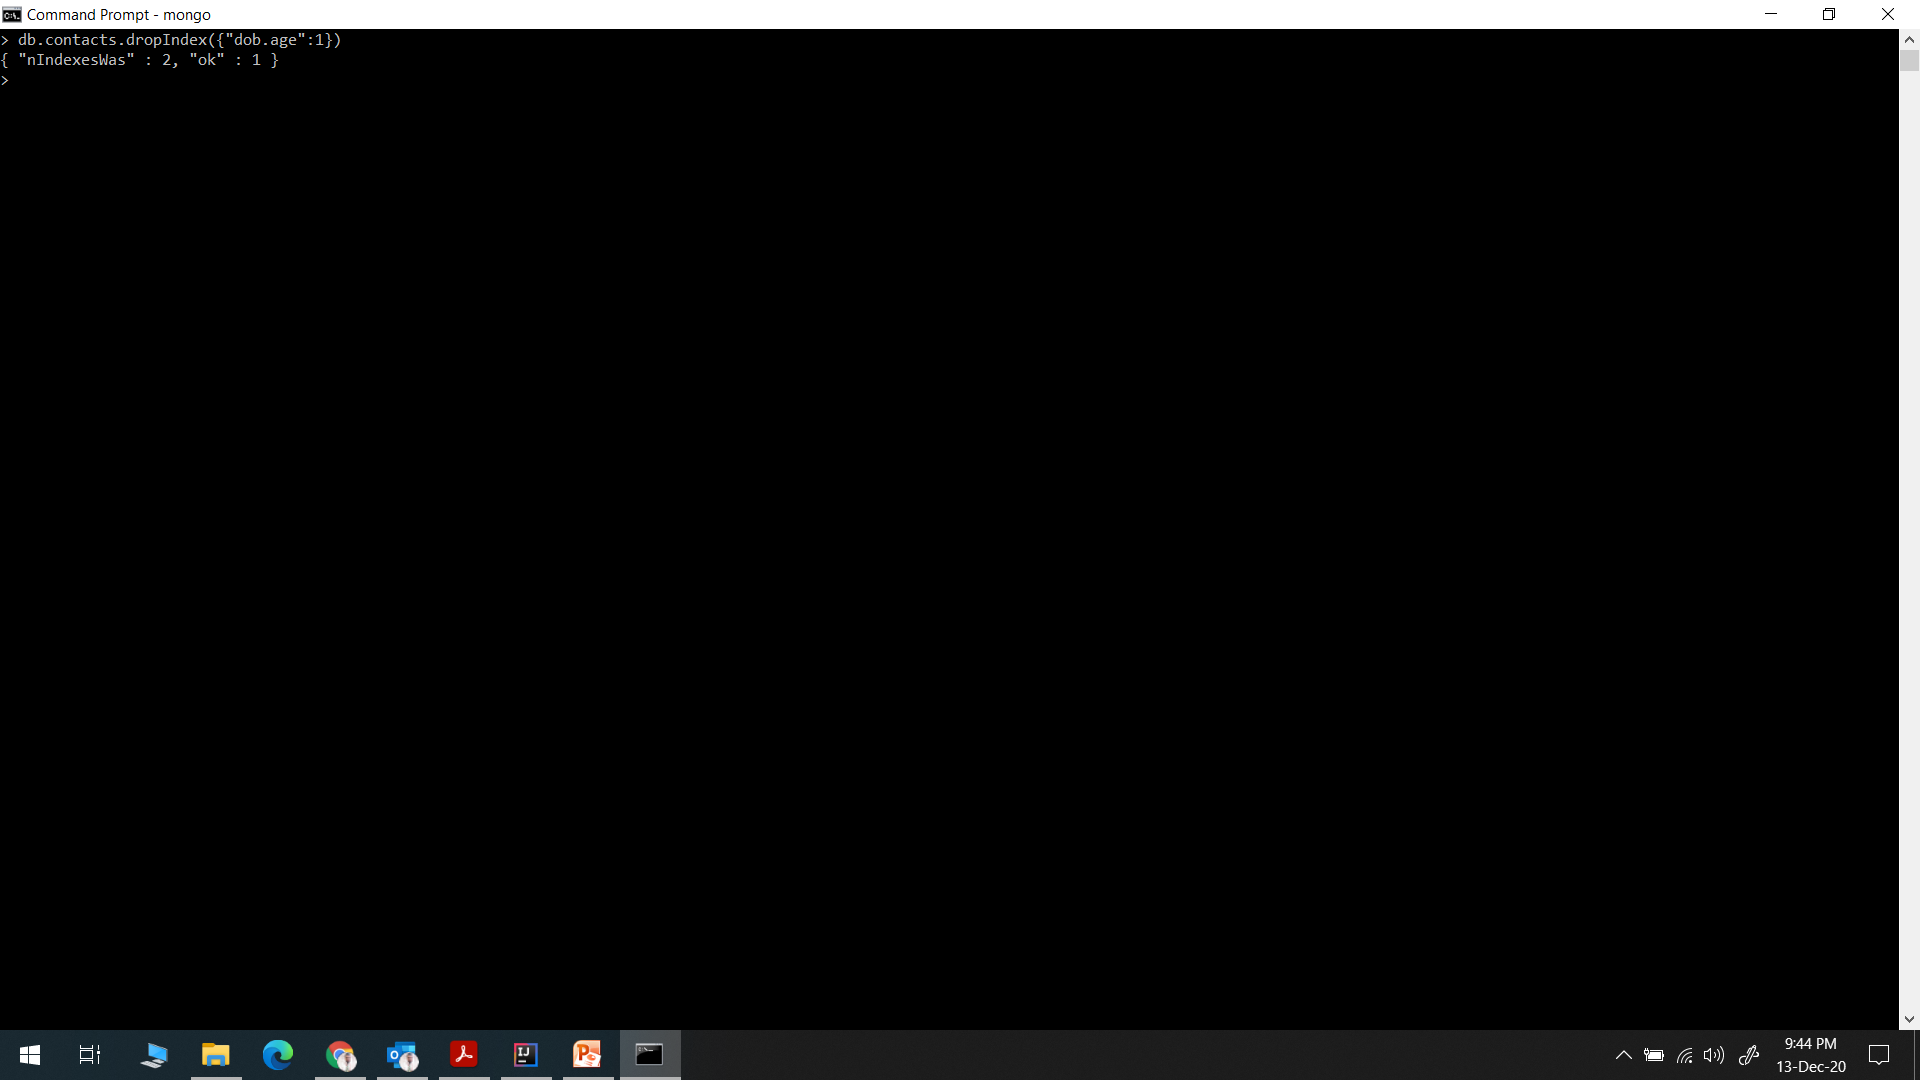 Command Prompt - mongo
> db.contacts.dropIndex({"dob.age":1})
{ "nIndexesWas" : 2, "ok" : 1 }
>
9:44 PM
13-Dec-20